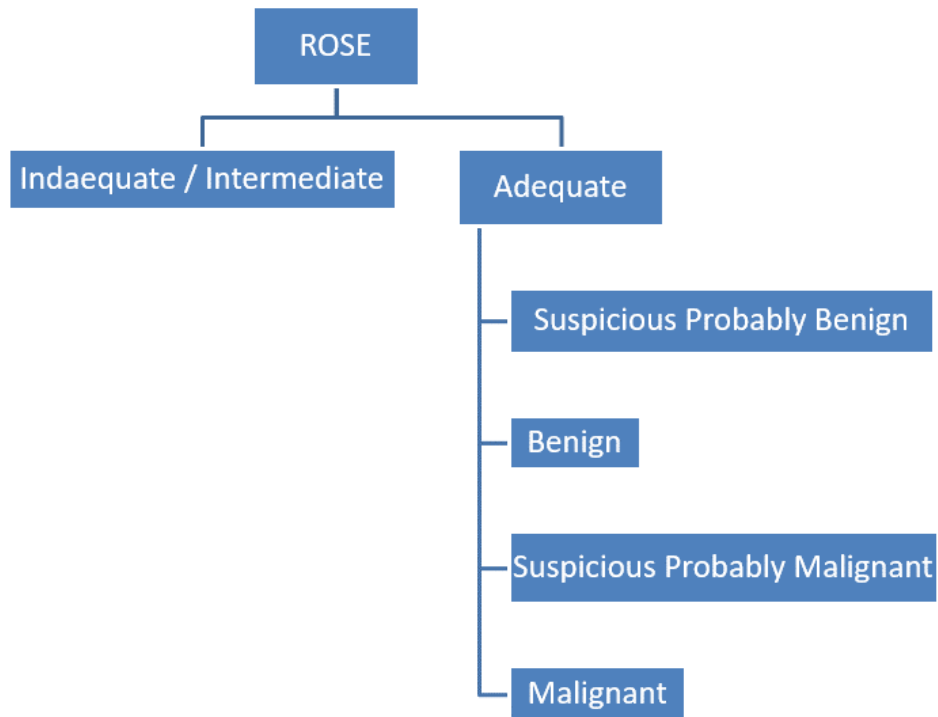 ROSE
Indaequate / Intermediate
Adequate
Suspicious Probably Benign
Benign
Suspicious Probably Malignant
Malignant